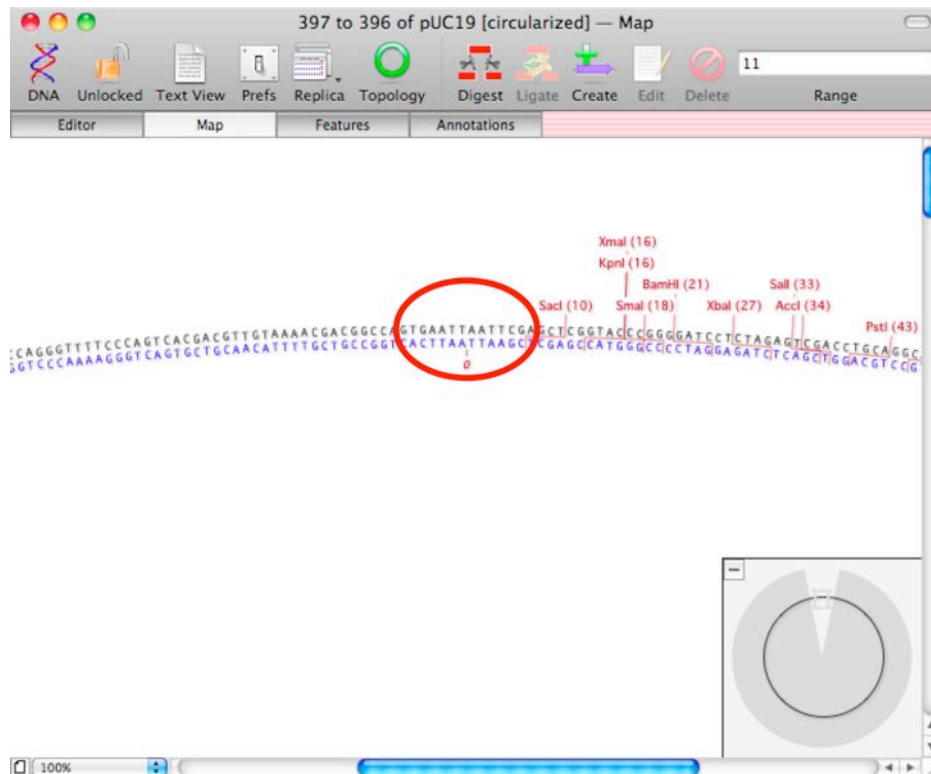 397 to 396 of pUC19 [circularized] — Map
DNA Unlocked Text View Prefs Replica Topology Digest Ligate Create Edit Delete Range
11
Editor Map Features Annotations
XmaI (16)
KpnI (16)
BamHI (21) SalI (33)
SacI (10) SmaI (18) XbaI (27) AccI (34)
PstI (43)
CCAGGGTTTTCCCAGTCACGACGTTGTAAAACGACGGCCAGTGAATTAATTCGAGCTCGGTACCCGGGGATCCTCTAGAGTCGACCTGCAGGC
GGTCCCAAAAGGGTCAGTGCTGCAACATTTTGCTGCCGGTCACTTAATTAAGCTCGAGCCATGGGCCCCTAGGAGATCTCAGCTGGACGTCCG
0
100%